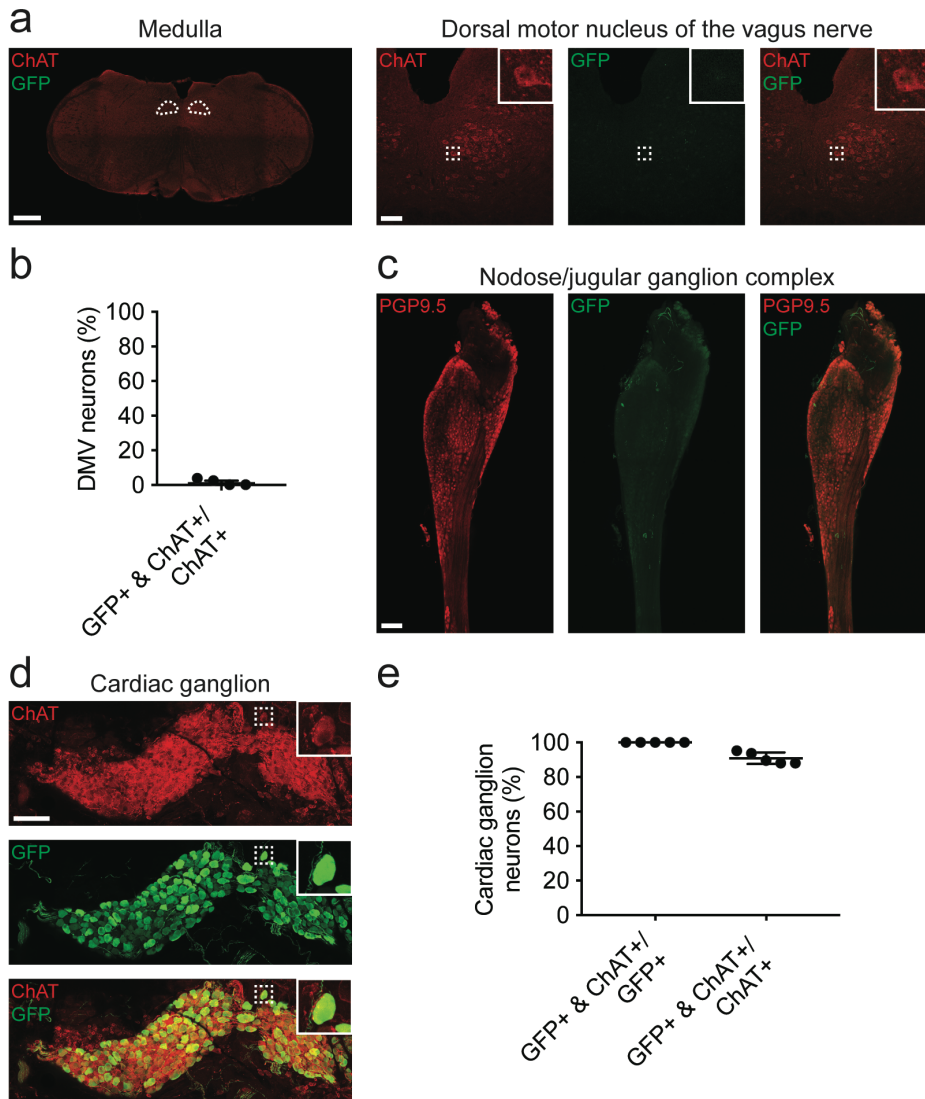 a
Medulla
Dorsal motor nucleus of the vagus nerve
ChAT
GFP
ChAT
GFP
ChAT
GFP
b
100
80
60
40
20
0
DMV neurons (%)
GFP+ & ChAT+/
ChAT+
c
Nodose/jugular ganglion complex
PGP9.5
GFP
PGP9.5
GFP
d
Cardiac ganglion
ChAT
GFP
ChAT
GFP
e
100
80
60
40
20
0
Cardiac ganglion
neurons (%)
GFP+ & ChAT+/
GFP+
GFP+ & ChAT+/
ChAT+